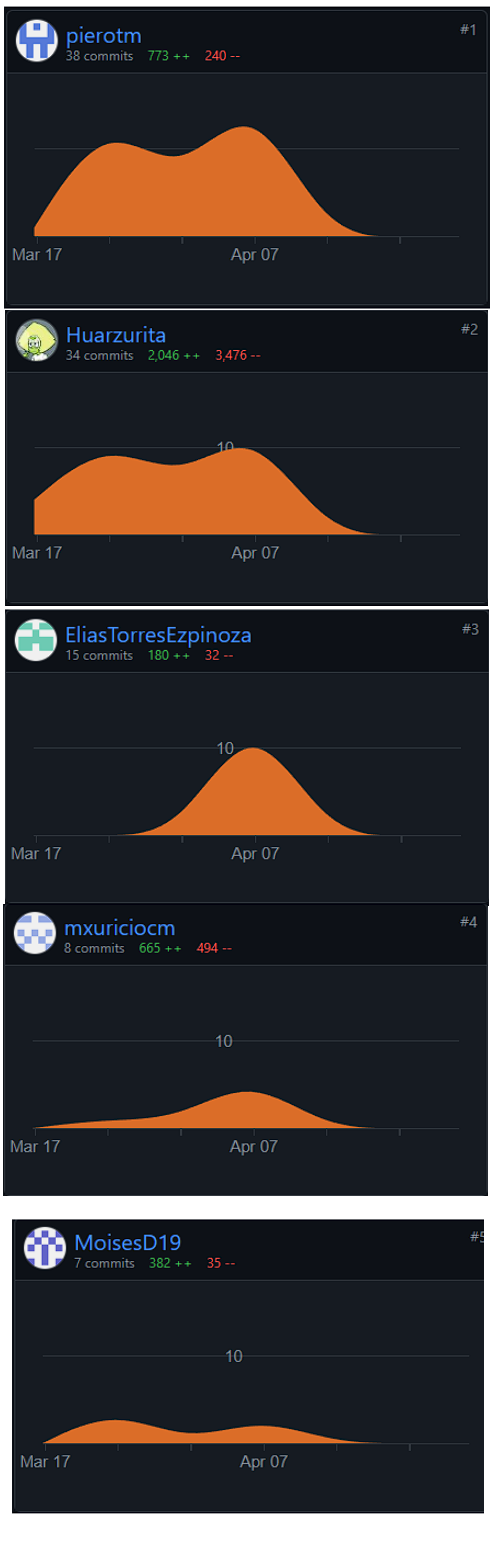 pierotm #1
38 commits 773 ++ 240 --
Mar 17 Apr 07
Huarzurita #2
34 commits 2,046 ++ 3,476 --
10
Mar 17 Apr 07
EliasTorresEzpinoza #3
15 commits 180 ++ 32 --
10
Mar 17 Apr 07
mxuriciocm #4
8 commits 665 ++ 494 --
10
Mar 17 Apr 07
MoisesD19 #5
7 commits 382 ++ 35 --
10
Mar 17 Apr 07